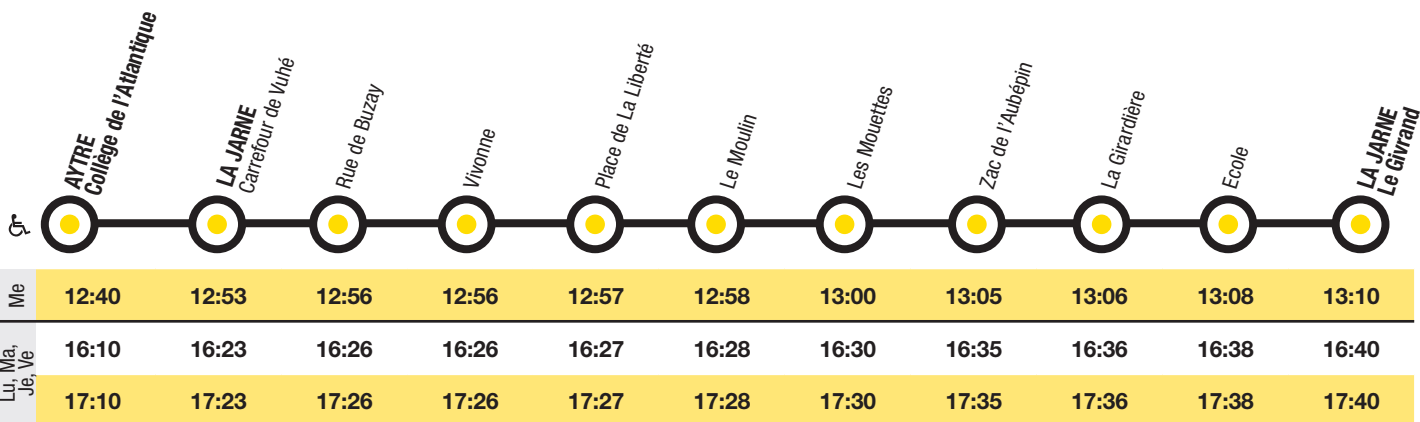 AYTRE
Collège de l'Atlantique
LA JARNE
Carrefour de Vuhé
Rue de Buzay
Vivonne
Place de La Liberté
Le Moulin
Les Mouettes
Zac de l'Aubépin
La Girardière
Ecole
LA JARNE
Le Givrand
Me 12:40 12:53 12:56 12:56 12:57 12:58 13:00 13:05 13:06 13:08 13:10
Lu, Ma,
Je, Ve
16:10 16:23 16:26 16:26 16:27 16:28 16:30 16:35 16:36 16:38 16:40
17:10 17:23 17:26 17:26 17:27 17:28 17:30 17:35 17:36 17:38 17:40